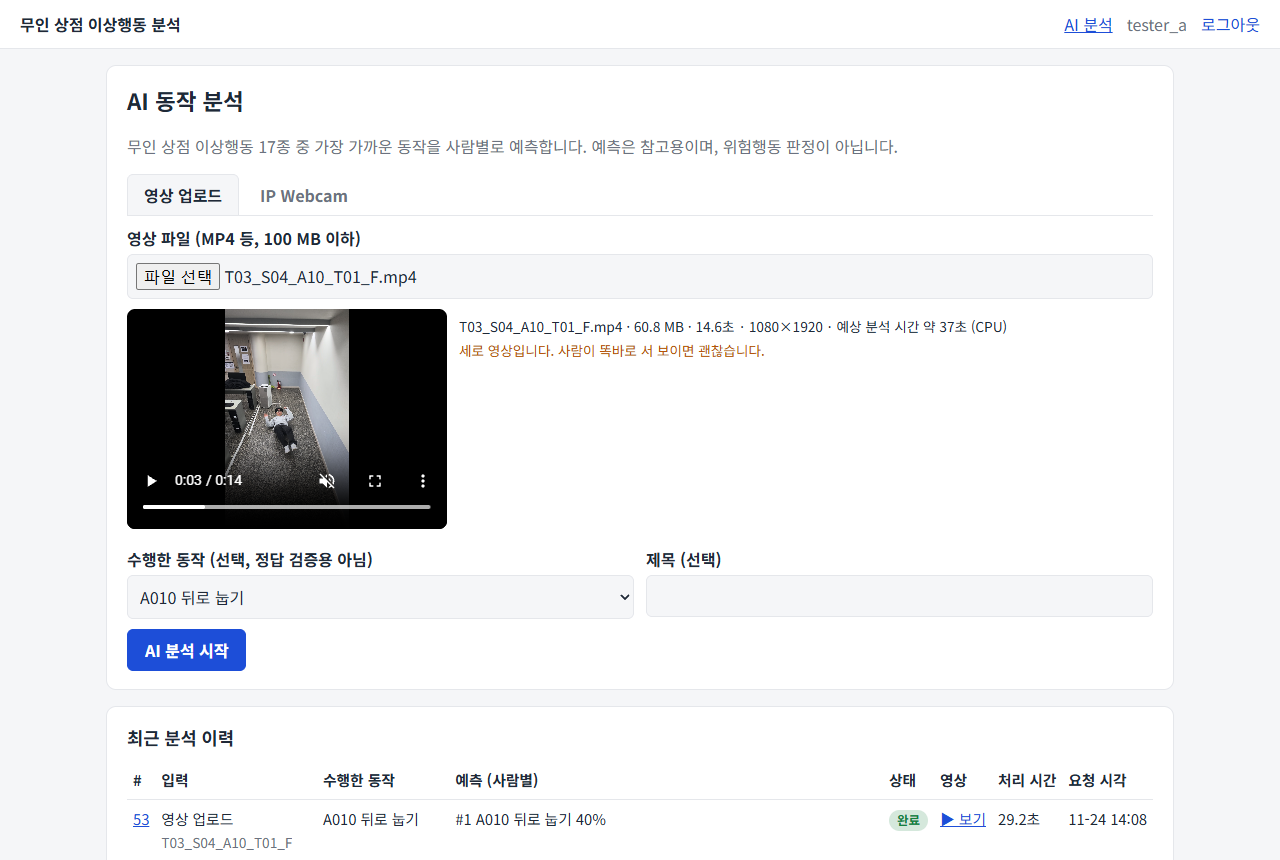 무인 상점 이상행동 분석
AI 분석 tester_a 로그아웃
AI 동작 분석
무인 상점 이상행동 17종 중 가장 가까운 동작을 사람별로 예측합니다. 예측은 참고용이며, 위험행동 판정이 아닙니다.
영상 업로드 IP Webcam
영상 파일 (MP4 등, 100 MB 이하)
파일 선택 T03_S04_A10_T01_F.mp4
T03_S04_A10_T01_F.mp4 · 60.8 MB · 14.6초 · 1080×1920 · 예상 분석 시간 약 37초 (CPU)
세로 영상입니다. 사람이 똑바로 서 보이면 괜찮습니다.
0:03 / 0:14
수행한 동작 (선택, 정답 검증용 아님) 제목 (선택)
A010 뒤로 눕기
AI 분석 시작
최근 분석 이력
# 입력 수행한 동작 예측 (사람별) 상태 영상 처리 시간 요청 시각
53 영상 업로드 A010 뒤로 눕기 #1 A010 뒤로 눕기 40% 완료 ▶ 보기 29.2초 11-24 14:08
T03_S04_A10_T01_F